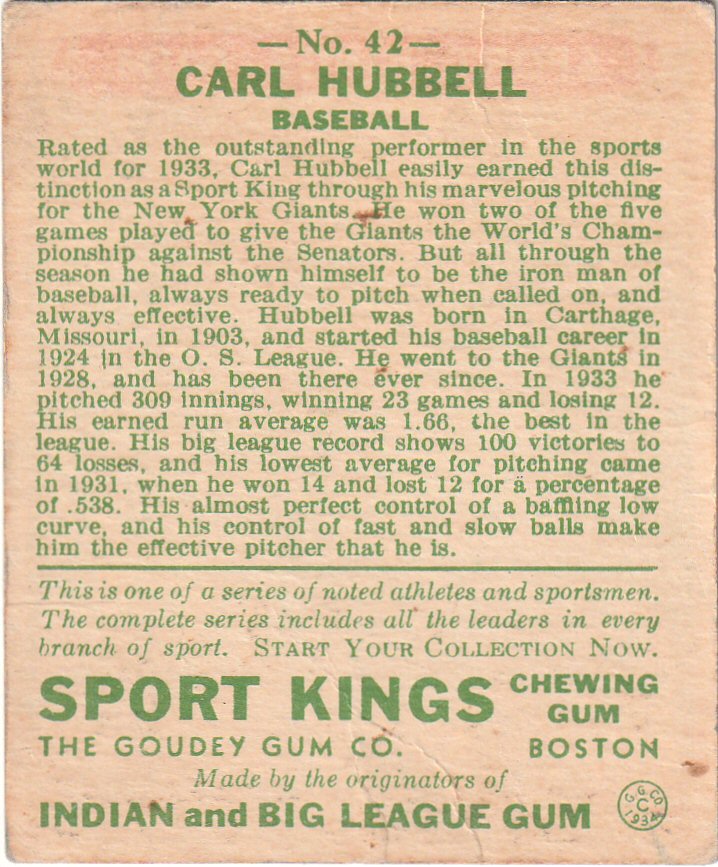 —No. 42—
CARL HUBBELL
BASEBALL
Rated as the outstanding performer in the sports
world for 1933, Carl Hubbell easily earned this dis-
tinction as a Sport King through his marvelous pitching
for the New York Giants. He won two of the five
games played to give the Giants the World's Cham-
pionship against the Senators. But all through the
season he had shown himself to be the iron man of
baseball, always ready to pitch when called on, and
always effective. Hubbell was born in Carthage,
Missouri, in 1903, and started his baseball career in
1924 in the O. S. League. He went to the Giants in
1928, and has been there ever since. In 1933 he
pitched 309 innings, winning 23 games and losing 12.
His earned run average was 1.66, the best in the
league. His big league record shows 100 victories to
64 losses, and his lowest average for pitching came
in 1931, when he won 14 and lost 12 for a percentage
of .538. His almost perfect control of a baffling low
curve, and his control of fast and slow balls make
him the effective pitcher that he is.
This is one of a series of noted athletes and sportsmen.
The complete series includes all the leaders in every
branch of sport. START YOUR COLLECTION NOW.
SPORT KINGS CHEWING GUM
THE GOUDEY GUM CO. BOSTON
Made by the originators of
INDIAN and BIG LEAGUE GUM
G. G. CO.
C
1934